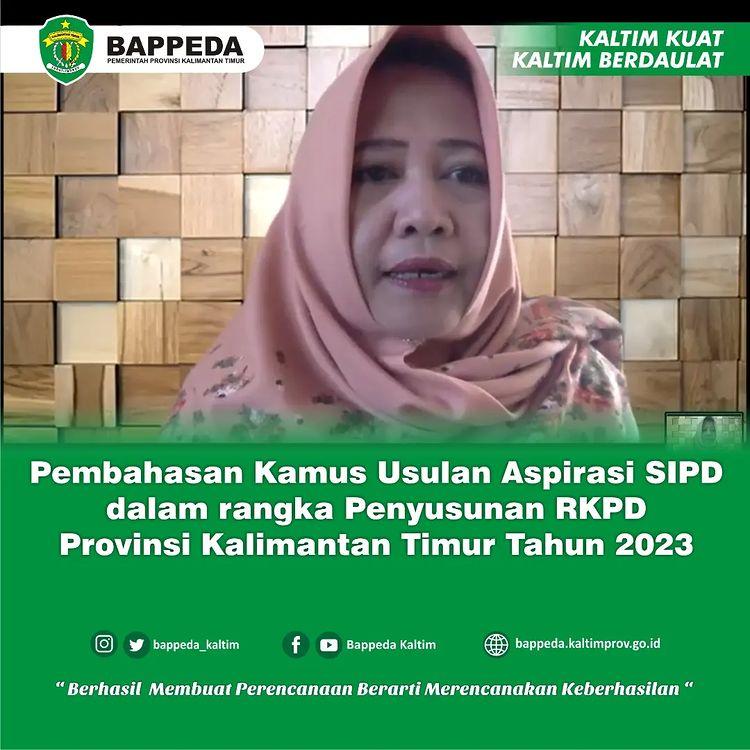 BAPPEDA
PEMERINTAH PROVINSI KALIMANTAN TIMUR
KALTIM KUAT
KALTIM BERDAULAT
Pembahasan Kamus Usulan Aspirasi SIPD
dalam rangka Penyusunan RKPD
Provinsi Kalimantan Timur Tahun 2023
bappeda_kaltim
Bappeda Kaltim
bappeda.kaltimprov.go.id
“ Berhasil Membuat Perencanaan Berarti Merencanakan Keberhasilan “